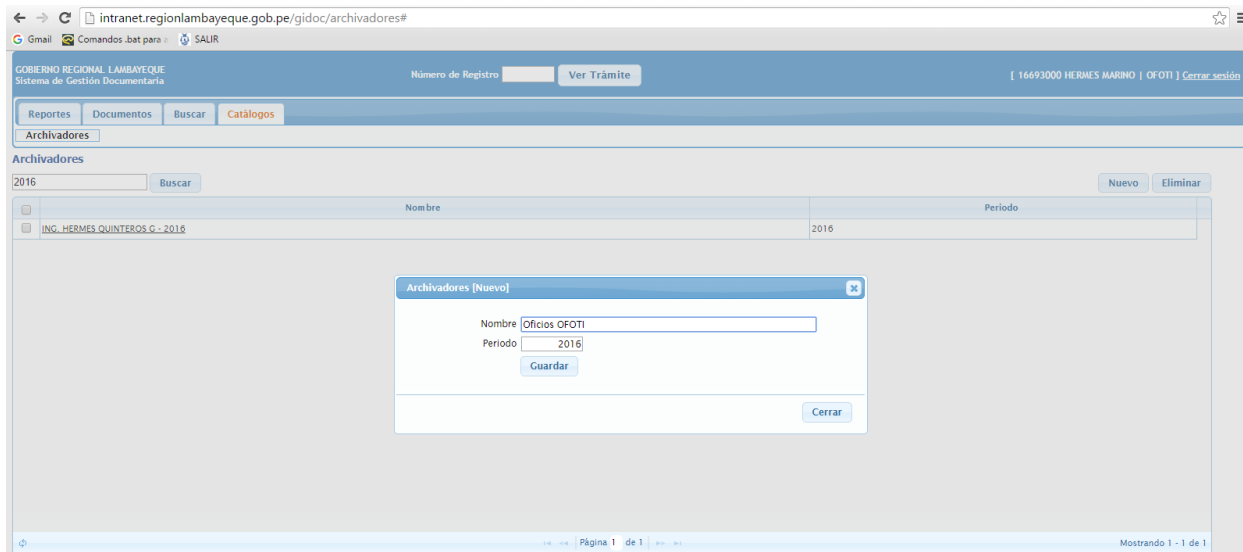 intranet.regionlambayeque.gob.pe/gidoc/archivadores#
Gmail Comandos .bat para a SALIR
GOBIERNO REGIONAL LAMBAYEQUE
Sistema de Gestión Documentaria
Número de Registro Ver Trámite
[ 16693000 HERMES MARINO | OFOTI ] Cerrar sesión
Reportes Documentos Buscar Catálogos
Archivadores
Archivadores
2016 Buscar Nuevo Eliminar
Nombre Periodo
ING. HERMES QUINTEROS G - 2016 2016
Archivadores [Nuevo]
Nombre Oficios OFOTI
Periodo 2016
Guardar
Cerrar
Página 1 de 1 Mostrando 1 - 1 de 1